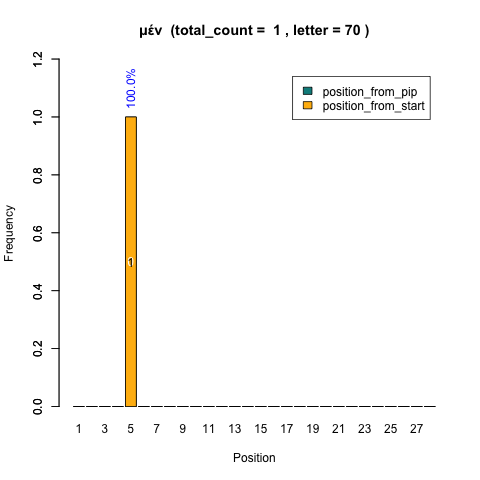 μέν  (total_count =  1 , letter = 70 )
position_from_pip
position_from_start
100.0%
1
Frequency
0.0
0.2
0.4
0.6
0.8
1.0
1.2
1 3 5 7 9 11 13 15 17 19 21 23 25 27
Position